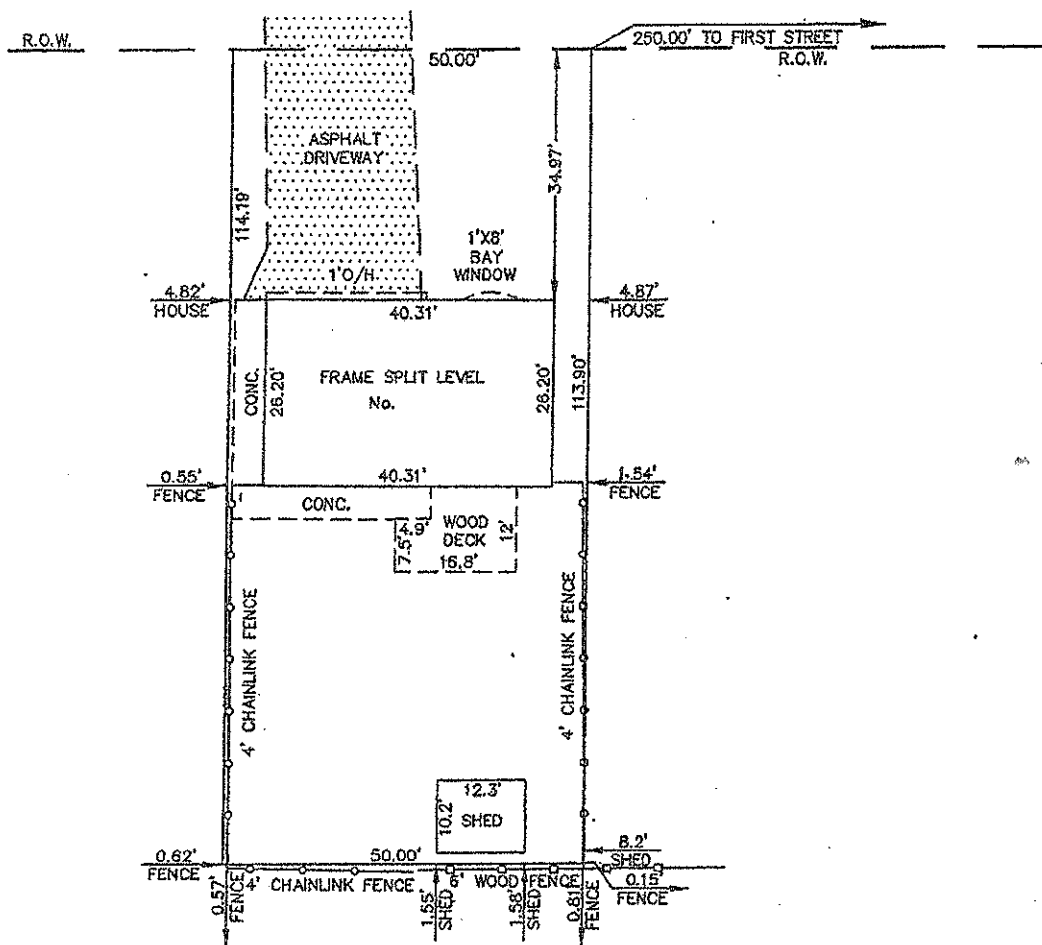 R.O.W.
250.00' TO FIRST STREET
50.00'
R.O.W.
ASPHALT
DRIVEWAY
34.97'
114.19'
1'X8'
BAY
WINDOW
1'O/H.
4.82'
HOUSE
4.87'
HOUSE
40.31'
CONC.
26.20'
FRAME SPLIT LEVEL
No.
26.20'
113.90'
0.55'
FENCE
40.31'
1.54'
FENCE
CONC.
4.9'
7.5'
WOOD
DECK
12'
16.8'
4' CHAINLINK FENCE
4' CHAINLINK FENCE
12.3'
10.2'
SHED
8.2'
SHED
0.62'
FENCE
50.00'
4' CHAINLINK FENCE
6' WOOD FENCE
0.15'
FENCE
0.57'
FENCE
1.55'
SHED
1.58'
SHED
0.81'
FENCE